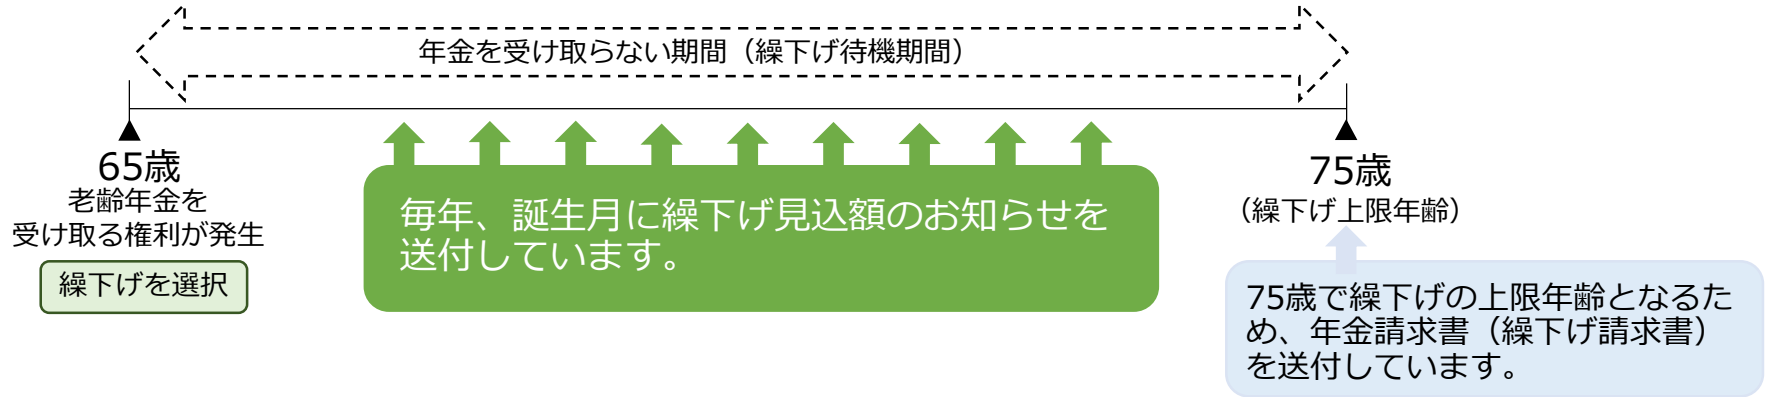 年金を受け取らない期間（繰下げ待機期間）
65歳
老齢年金を
受け取る権利が発生
繰下げを選択
毎年、誕生月に繰下げ見込額のお知らせを
送付しています。
75歳
（繰下げ上限年齢）
75歳で繰下げの上限年齢となるた
め、年金請求書（繰下げ請求書）
を送付しています。